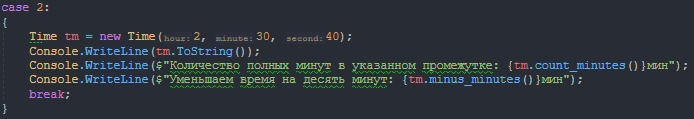 case 2:
{
Time tm = new Time(hour: 2, minute: 30, second: 40);
Console.WriteLine(tm.ToString());
Console.WriteLine($"Количество полных минут в указанном промежутке: {tm.count_minutes()}мин");
Console.WriteLine($"Уменьшаем время на десять минут: {tm.minus_minutes()}мин");
break;
}